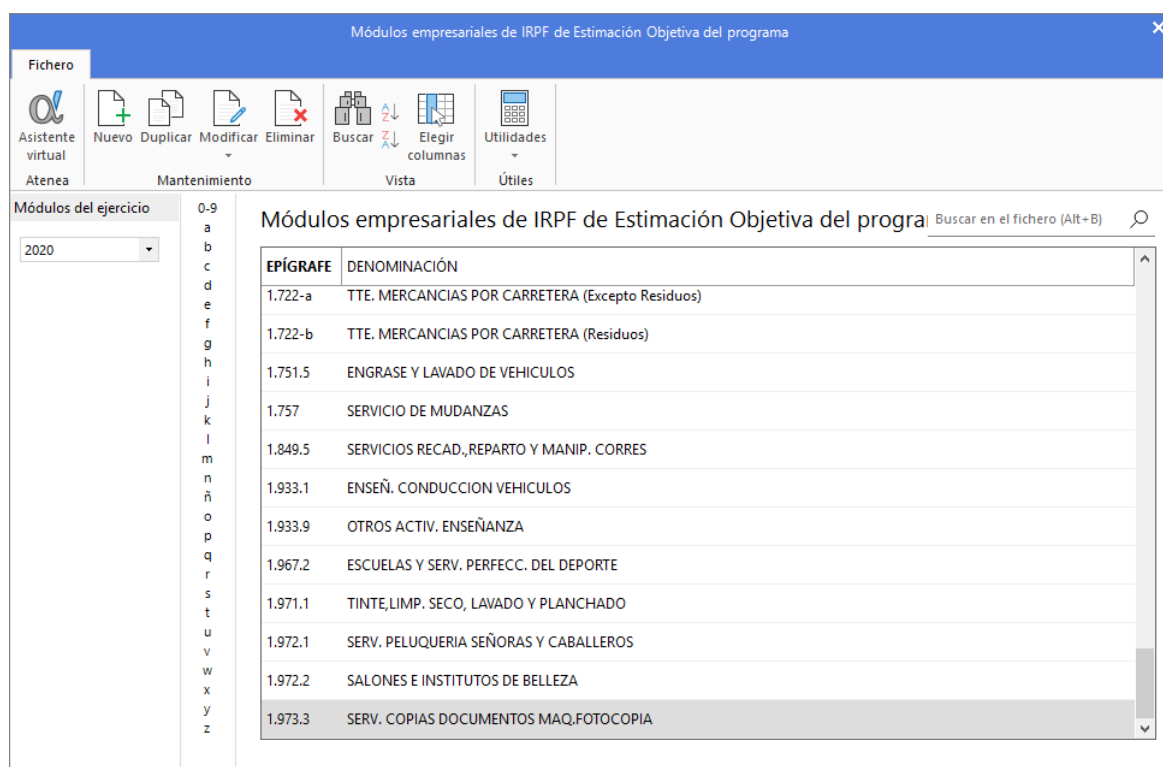 Módulos empresariales de IRPF de Estimación Objetiva del programa
Fichero
Asistente virtual
Nuevo
Duplicar
Modificar
Eliminar
Buscar
Elegir columnas
Utilidades
Atenea
Mantenimiento
Vista
Útiles
Módulos del ejercicio
2020
0-9
a
b
c
d
e
f
g
h
i
j
k
l
m
n
ñ
o
p
q
r
s
t
u
v
w
x
y
z
Módulos empresariales de IRPF de Estimación Objetiva del progra
Buscar en el fichero (Alt+B)
EPÍGRAFE DENOMINACIÓN
1.722-a TTE. MERCANCIAS POR CARRETERA (Excepto Residuos)
1.722-b TTE. MERCANCIAS POR CARRETERA (Residuos)
1.751.5 ENGRASE Y LAVADO DE VEHICULOS
1.757 SERVICIO DE MUDANZAS
1.849.5 SERVICIOS RECAD.,REPARTO Y MANIP. CORRES
1.933.1 ENSEÑ. CONDUCCION VEHICULOS
1.933.9 OTROS ACTIV. ENSEÑANZA
1.967.2 ESCUELAS Y SERV. PERFECC. DEL DEPORTE
1.971.1 TINTE,LIMP. SECO, LAVADO Y PLANCHADO
1.972.1 SERV. PELUQUERIA SEÑORAS Y CABALLEROS
1.972.2 SALONES E INSTITUTOS DE BELLEZA
1.973.3 SERV. COPIAS DOCUMENTOS MAQ.FOTOCOPIA